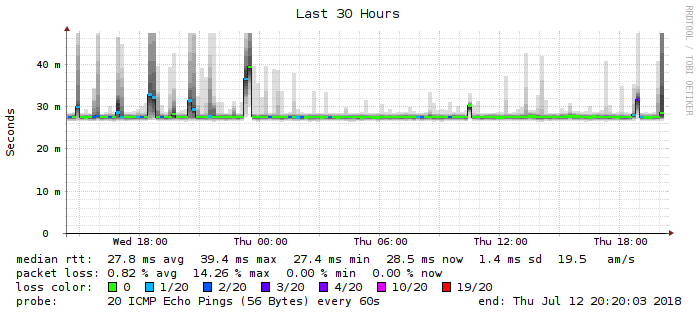 Last 30 Hours
RRDTOOL / TOBI OETIKER
Seconds
40 m
30 m
20 m
10 m
0
Wed 18:00 Thu 00:00 Thu 06:00 Thu 12:00 Thu 18:00
median rtt: 27.8 ms avg 39.4 ms max 27.4 ms min 28.5 ms now 1.4 ms sd 19.5 am/s
packet loss: 0.82 % avg 14.26 % max 0.00 % min 0.00 % now
loss color: 0 1/20 2/20 3/20 4/20 10/20 19/20
probe: 20 ICMP Echo Pings (56 Bytes) every 60s end: Thu Jul 12 20:20:03 2018